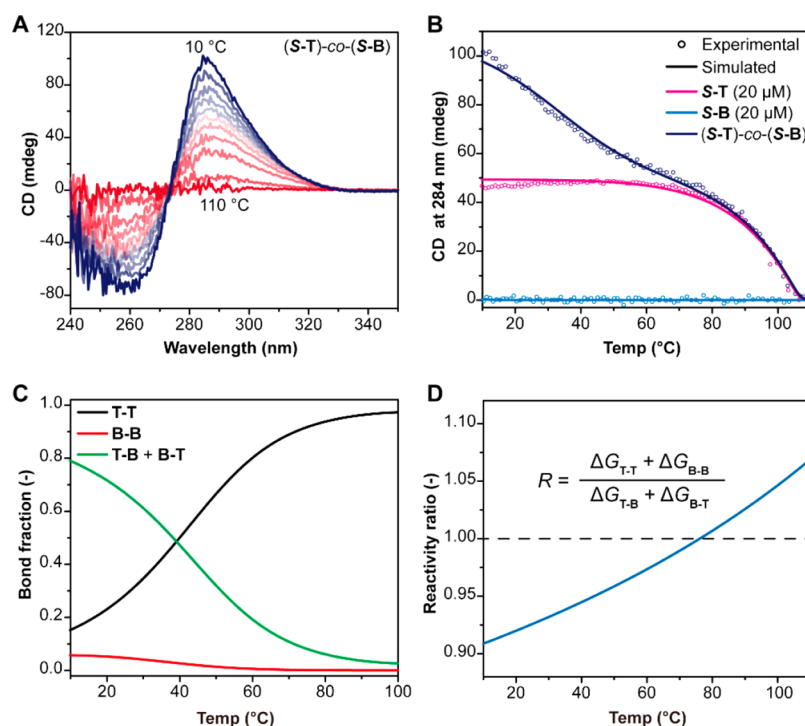 A
10 °C
(S-T)-co-(S-B)
120
80
40
0
-40
-80
CD (mdeg)
110 °C
240 260 280 300 320 340
Wavelength (nm)
B
Experimental
Simulated
S-T (20 μM)
S-B (20 μM)
(S-T)-co-(S-B)
100
80
60
40
20
0
CD at 284 nm (mdeg)
20 40 60 80 100
Temp (°C)
C
T-T
B-B
T-B + B-T
1.0
0.8
0.6
0.4
0.2
0.0
Bond fraction (-)
20 40 60 80 100
Temp (°C)
D
R = (ΔG T-T + ΔG B-B)
ΔG T-B + ΔG B-T
1.10
1.05
1.00
0.95
0.90
Reactivity ratio (-)
20 40 60 80 100
Temp (°C)